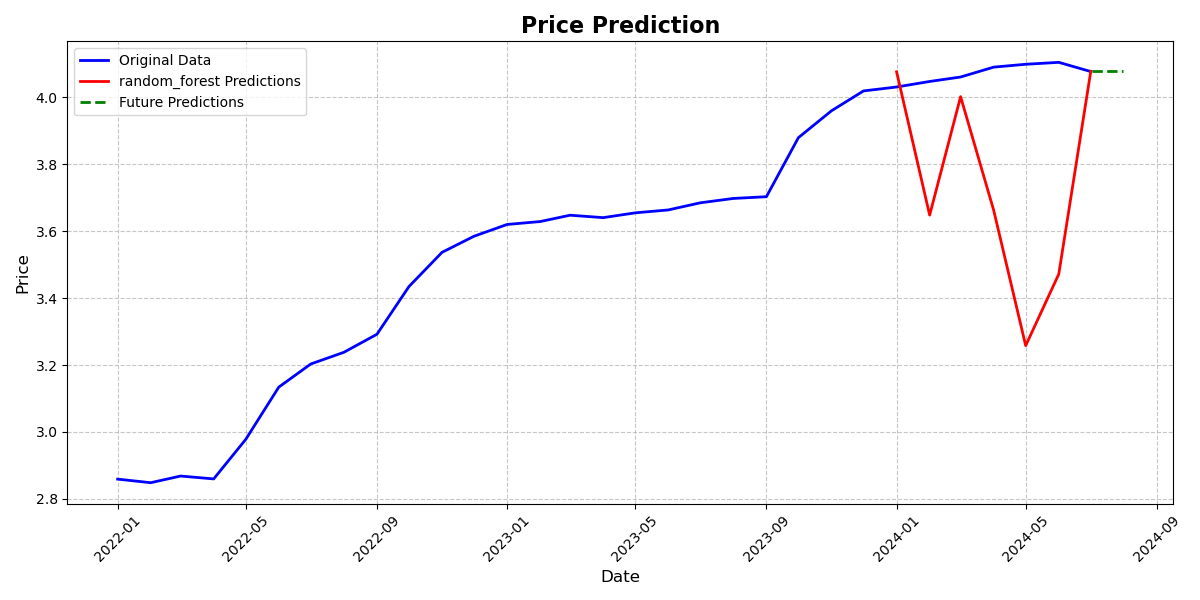 Price Prediction
Original Data
random_forest Predictions
Future Predictions
Price
4.0
3.8
3.6
3.4
3.2
3.0
2.8
2022-01
2022-05
2022-09
2023-01
2023-05
2023-09
2024-01
2024-05
2024-09
Date